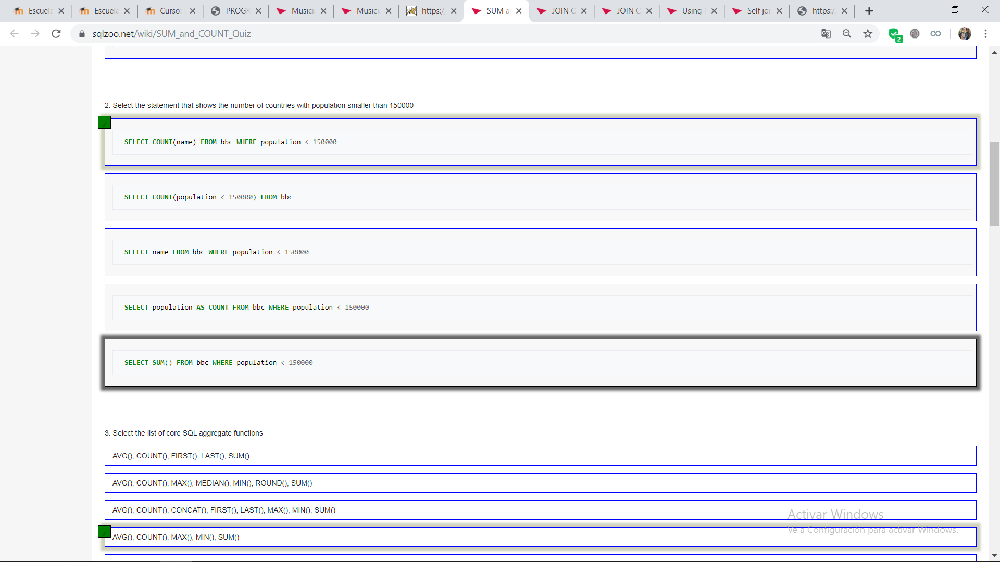 Escuela
Escuela
Curso:
PROGR
Musici
Musici
https:/
SUM a
JOIN C
JOIN C
Using
Self joi
https:/
sqlzoo.net/wiki/SUM_and_COUNT_Quiz
2
2. Select the statement that shows the number of countries with population smaller than 150000
SELECT COUNT(name) FROM bbc WHERE population < 150000
SELECT COUNT(population < 150000) FROM bbc
SELECT name FROM bbc WHERE population < 150000
SELECT population AS COUNT FROM bbc WHERE population < 150000
SELECT SUM() FROM bbc WHERE population < 150000
3. Select the list of core SQL aggregate functions
AVG(), COUNT(), FIRST(), LAST(), SUM()
AVG(), COUNT(), MAX(), MEDIAN(), MIN(), ROUND(), SUM()
AVG(), COUNT(), CONCAT(), FIRST(), LAST(), MAX(), MIN(), SUM()
AVG(), COUNT(), MAX(), MIN(), SUM()
Activar Windows
Ve a Configuración para activar Windows.